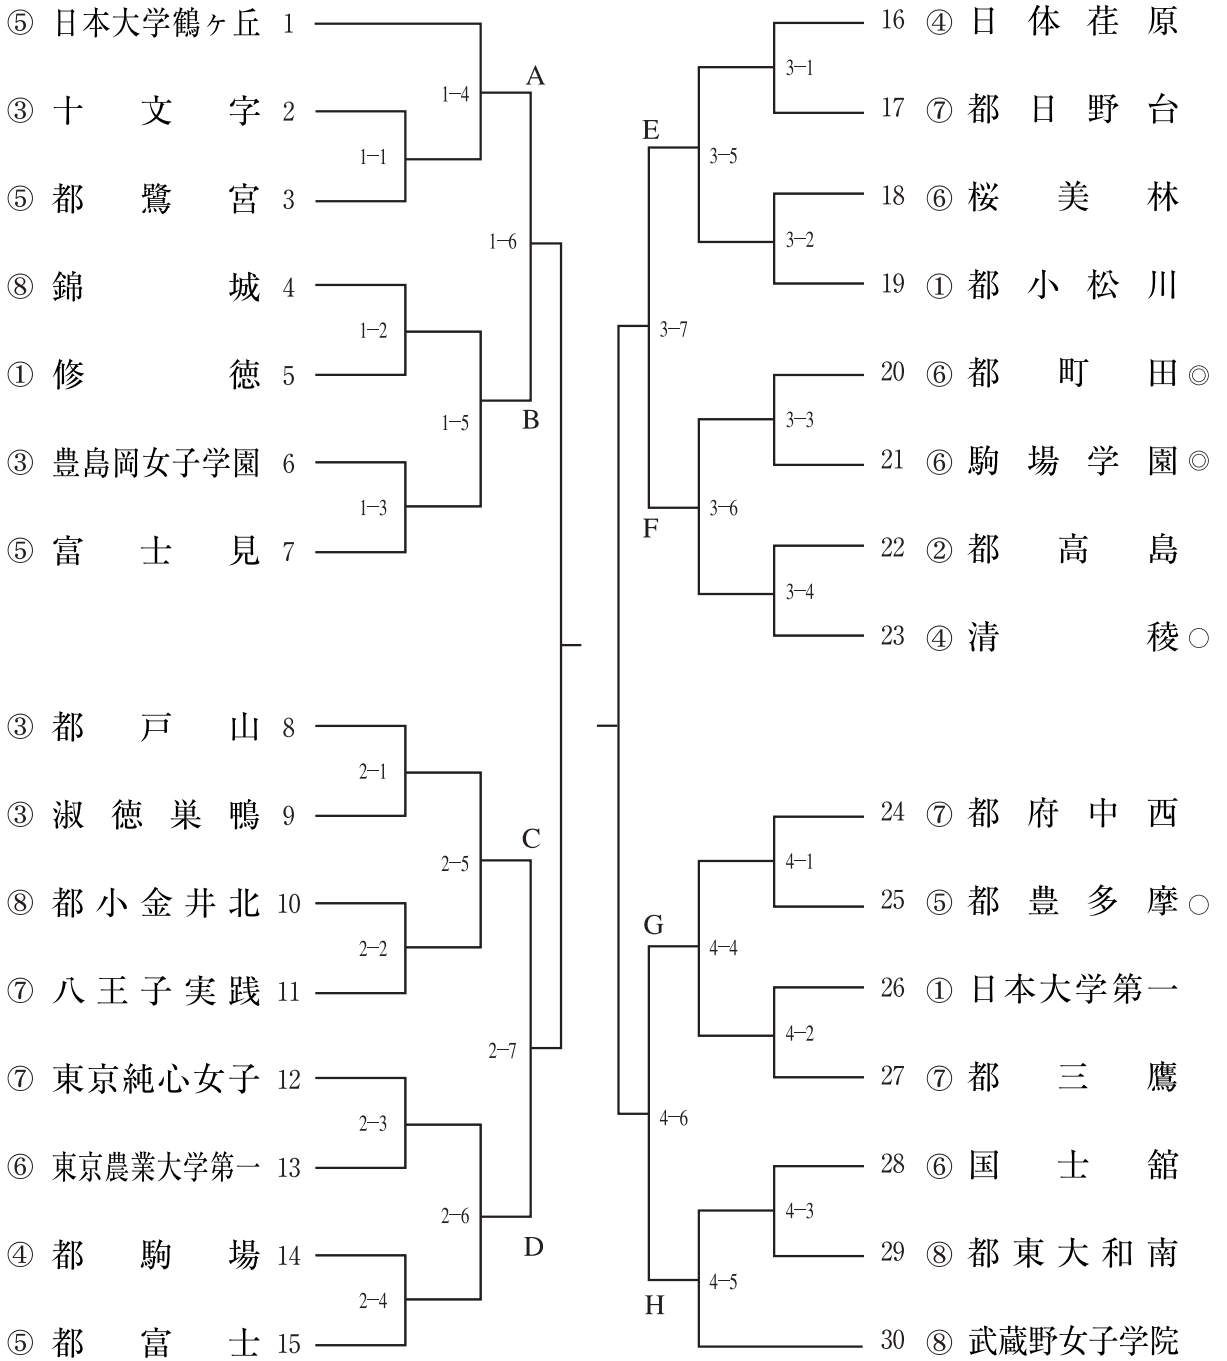 ⑤ 日本大学鶴ヶ丘 1
③ 十文字 2
⑤ 都鷺宮 3
⑧ 錦城 4
① 修徳 5
③ 豊島岡女子学園 6
⑤ 富士見 7
③ 都戸山 8
③ 淑徳巣鴨 9
⑧ 都小金井北 10
⑦ 八王子実践 11
⑦ 東京純心女子 12
⑥ 東京農業大学第一 13
④ 都駒場 14
⑤ 都富士 15
1-4
1-1
1-2
1-5
1-3
A
1-6
B
2-1
2-5
2-2
2-3
2-6
2-4
C
2-7
D
E
3-1
3-5
3-2
3-7
3-3
F
3-6
3-4
G
4-1
4-4
4-2
4-6
4-3
H
4-5
16 ④ 日体荏原
17 ⑦ 都日野台
18 ⑥ 桜美林
19 ① 都小松川
20 ⑥ 都町田 ◎
21 ⑥ 駒場学園 ◎
22 ② 都高島
23 ④ 清稜 ○
24 ⑦ 都府中西
25 ⑤ 都豊多摩 ○
26 ① 日本大学第一
27 ⑦ 都三鷹
28 ⑥ 国士舘
29 ⑧ 都東大和南
30 ⑧ 武蔵野女子学院